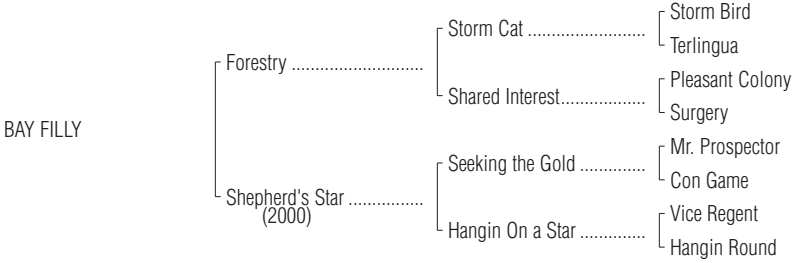 Storm Bird
Storm Cat .........................
Terlingua
Forestry ............................
Pleasant Colony
Shared Interest..................
Surgery
BAY FILLY
Mr. Prospector
Seeking the Gold ..............
Con Game
Shepherd's Star ................
(2000)
Vice Regent
Hangin On a Star ..............
Hangin Round